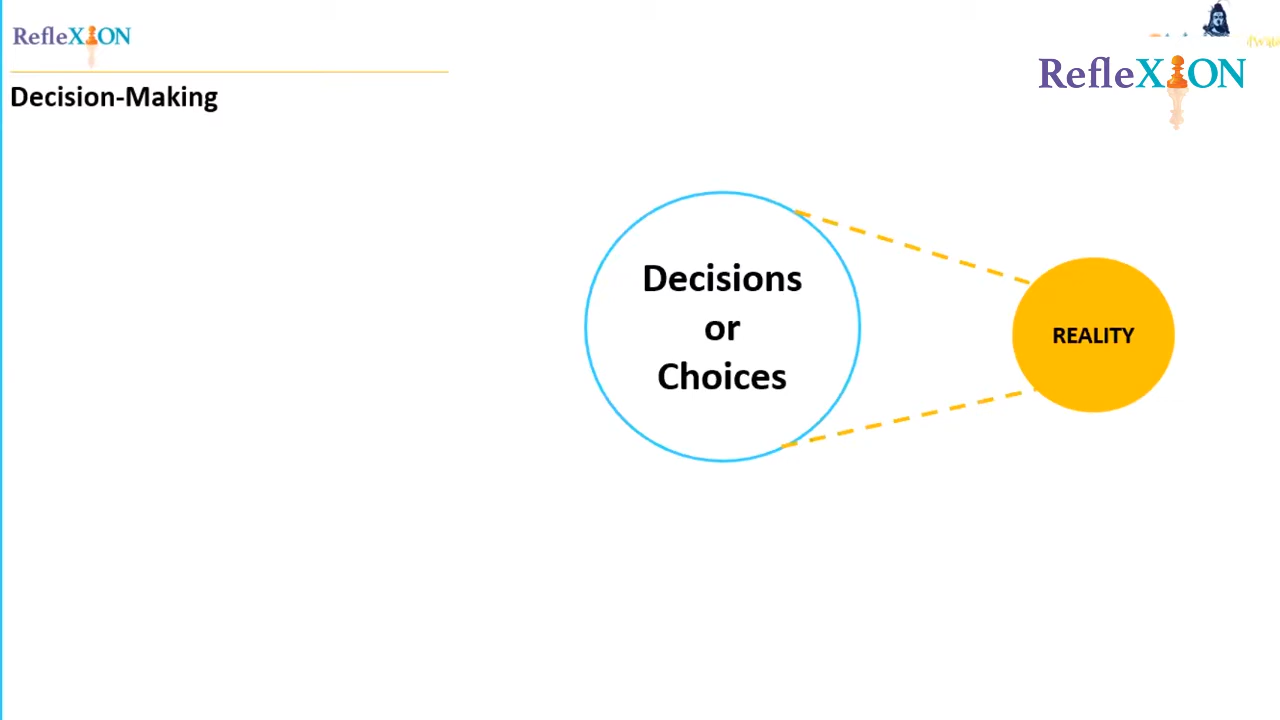 RefleXION
RefleXION
Decision-Making
Decisions
or
Choices
REALITY